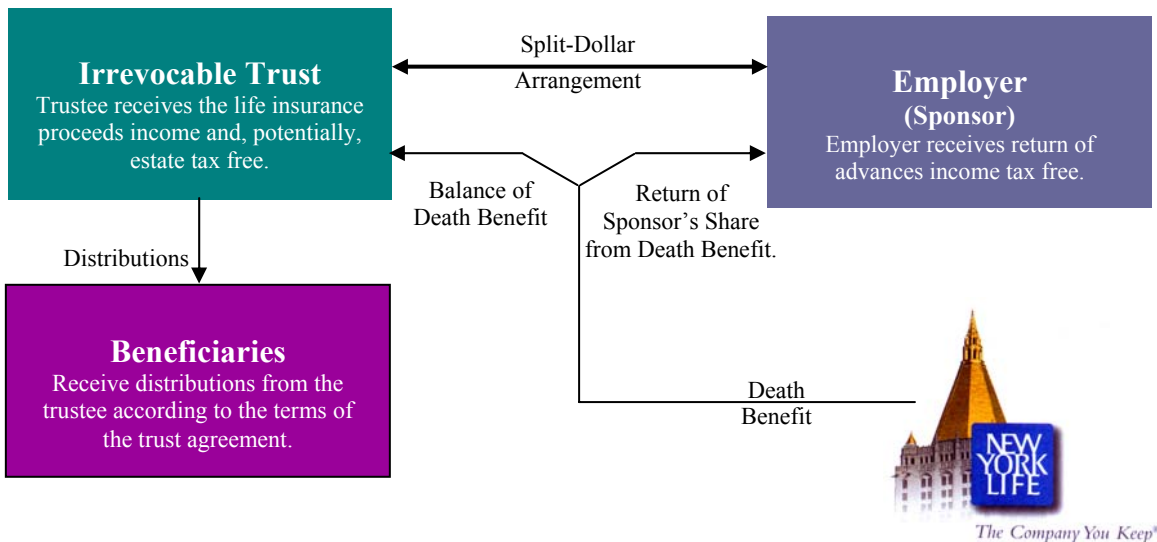 Irrevocable Trust
Trustee receives the life insurance
proceeds income and, potentially,
estate tax free.
Split-Dollar
Arrangement
Employer
(Sponsor)
Employer receives return of
advances income tax free.
Balance of
Death Benefit
Return of
Sponsor’s Share
from Death Benefit.
Distributions
Beneficiaries
Receive distributions from the
trustee according to the terms of
the trust agreement.
Death
Benefit
NEW
YORK
LIFE
The Company You Keep®